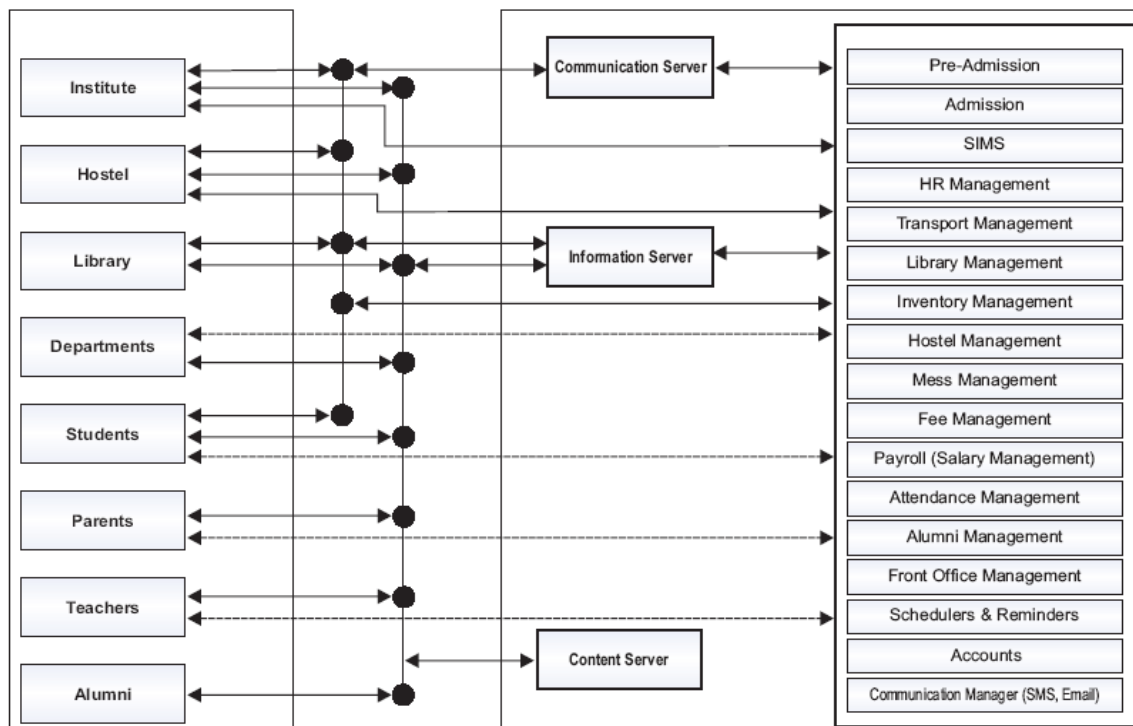 Institute
Hostel
Library
Departments
Students
Parents
Teachers
Alumni
Communication Server
Information Server
Content Server
Pre-Admission
Admission
SIMS
HR Management
Transport Management
Library Management
Inventory Management
Hostel Management
Mess Management
Fee Management
Payroll (Salary Management)
Attendance Management
Alumni Management
Front Office Management
Schedulers & Reminders
Accounts
Communication Manager (SMS, Email)